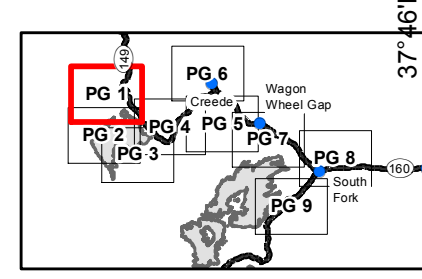 37°46'
149
PG 6
Wagon
Wheel Gap
PG 1
Creede
PG 2
PG 4
PG 5
PG 7
PG 3
PG 8
160
South
Fork
PG 9